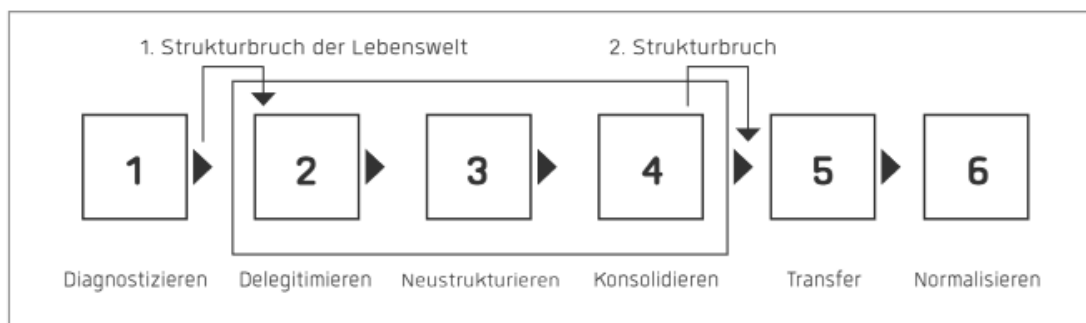 1. Strukturbruch der Lebenswelt 2. Strukturbruch
1 2 3 4 5 6
Diagnostizieren Delegitimieren Neustrukturieren Konsolidieren Transfer Normalisieren